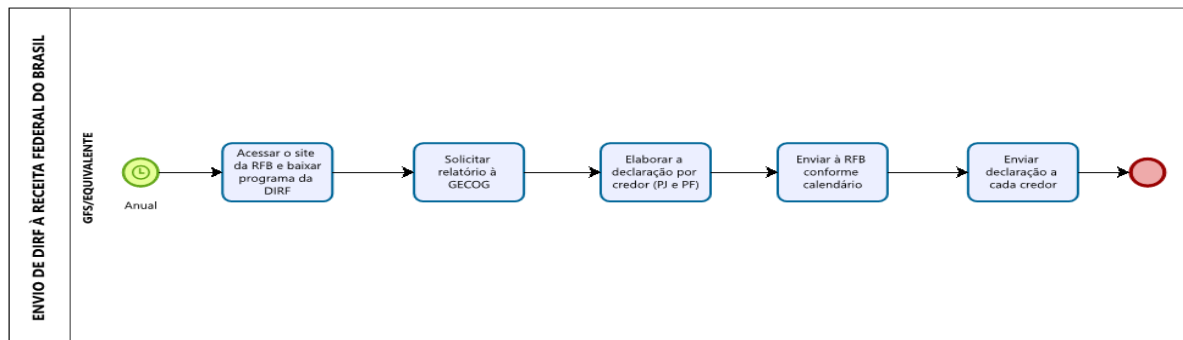 ENVIO DE DIRF À RECEITA FEDERAL DO BRASIL
GFS/EQUIVALENTE
Anual
Acessar o site
da RFB e baixar
programa da
DIRF
Solicitar
relatório à
GECOG
Elaborar a
declaração por
credor (PJ e PF)
Enviar à RFB
conforme
calendário
Enviar
declaração a
cada credor